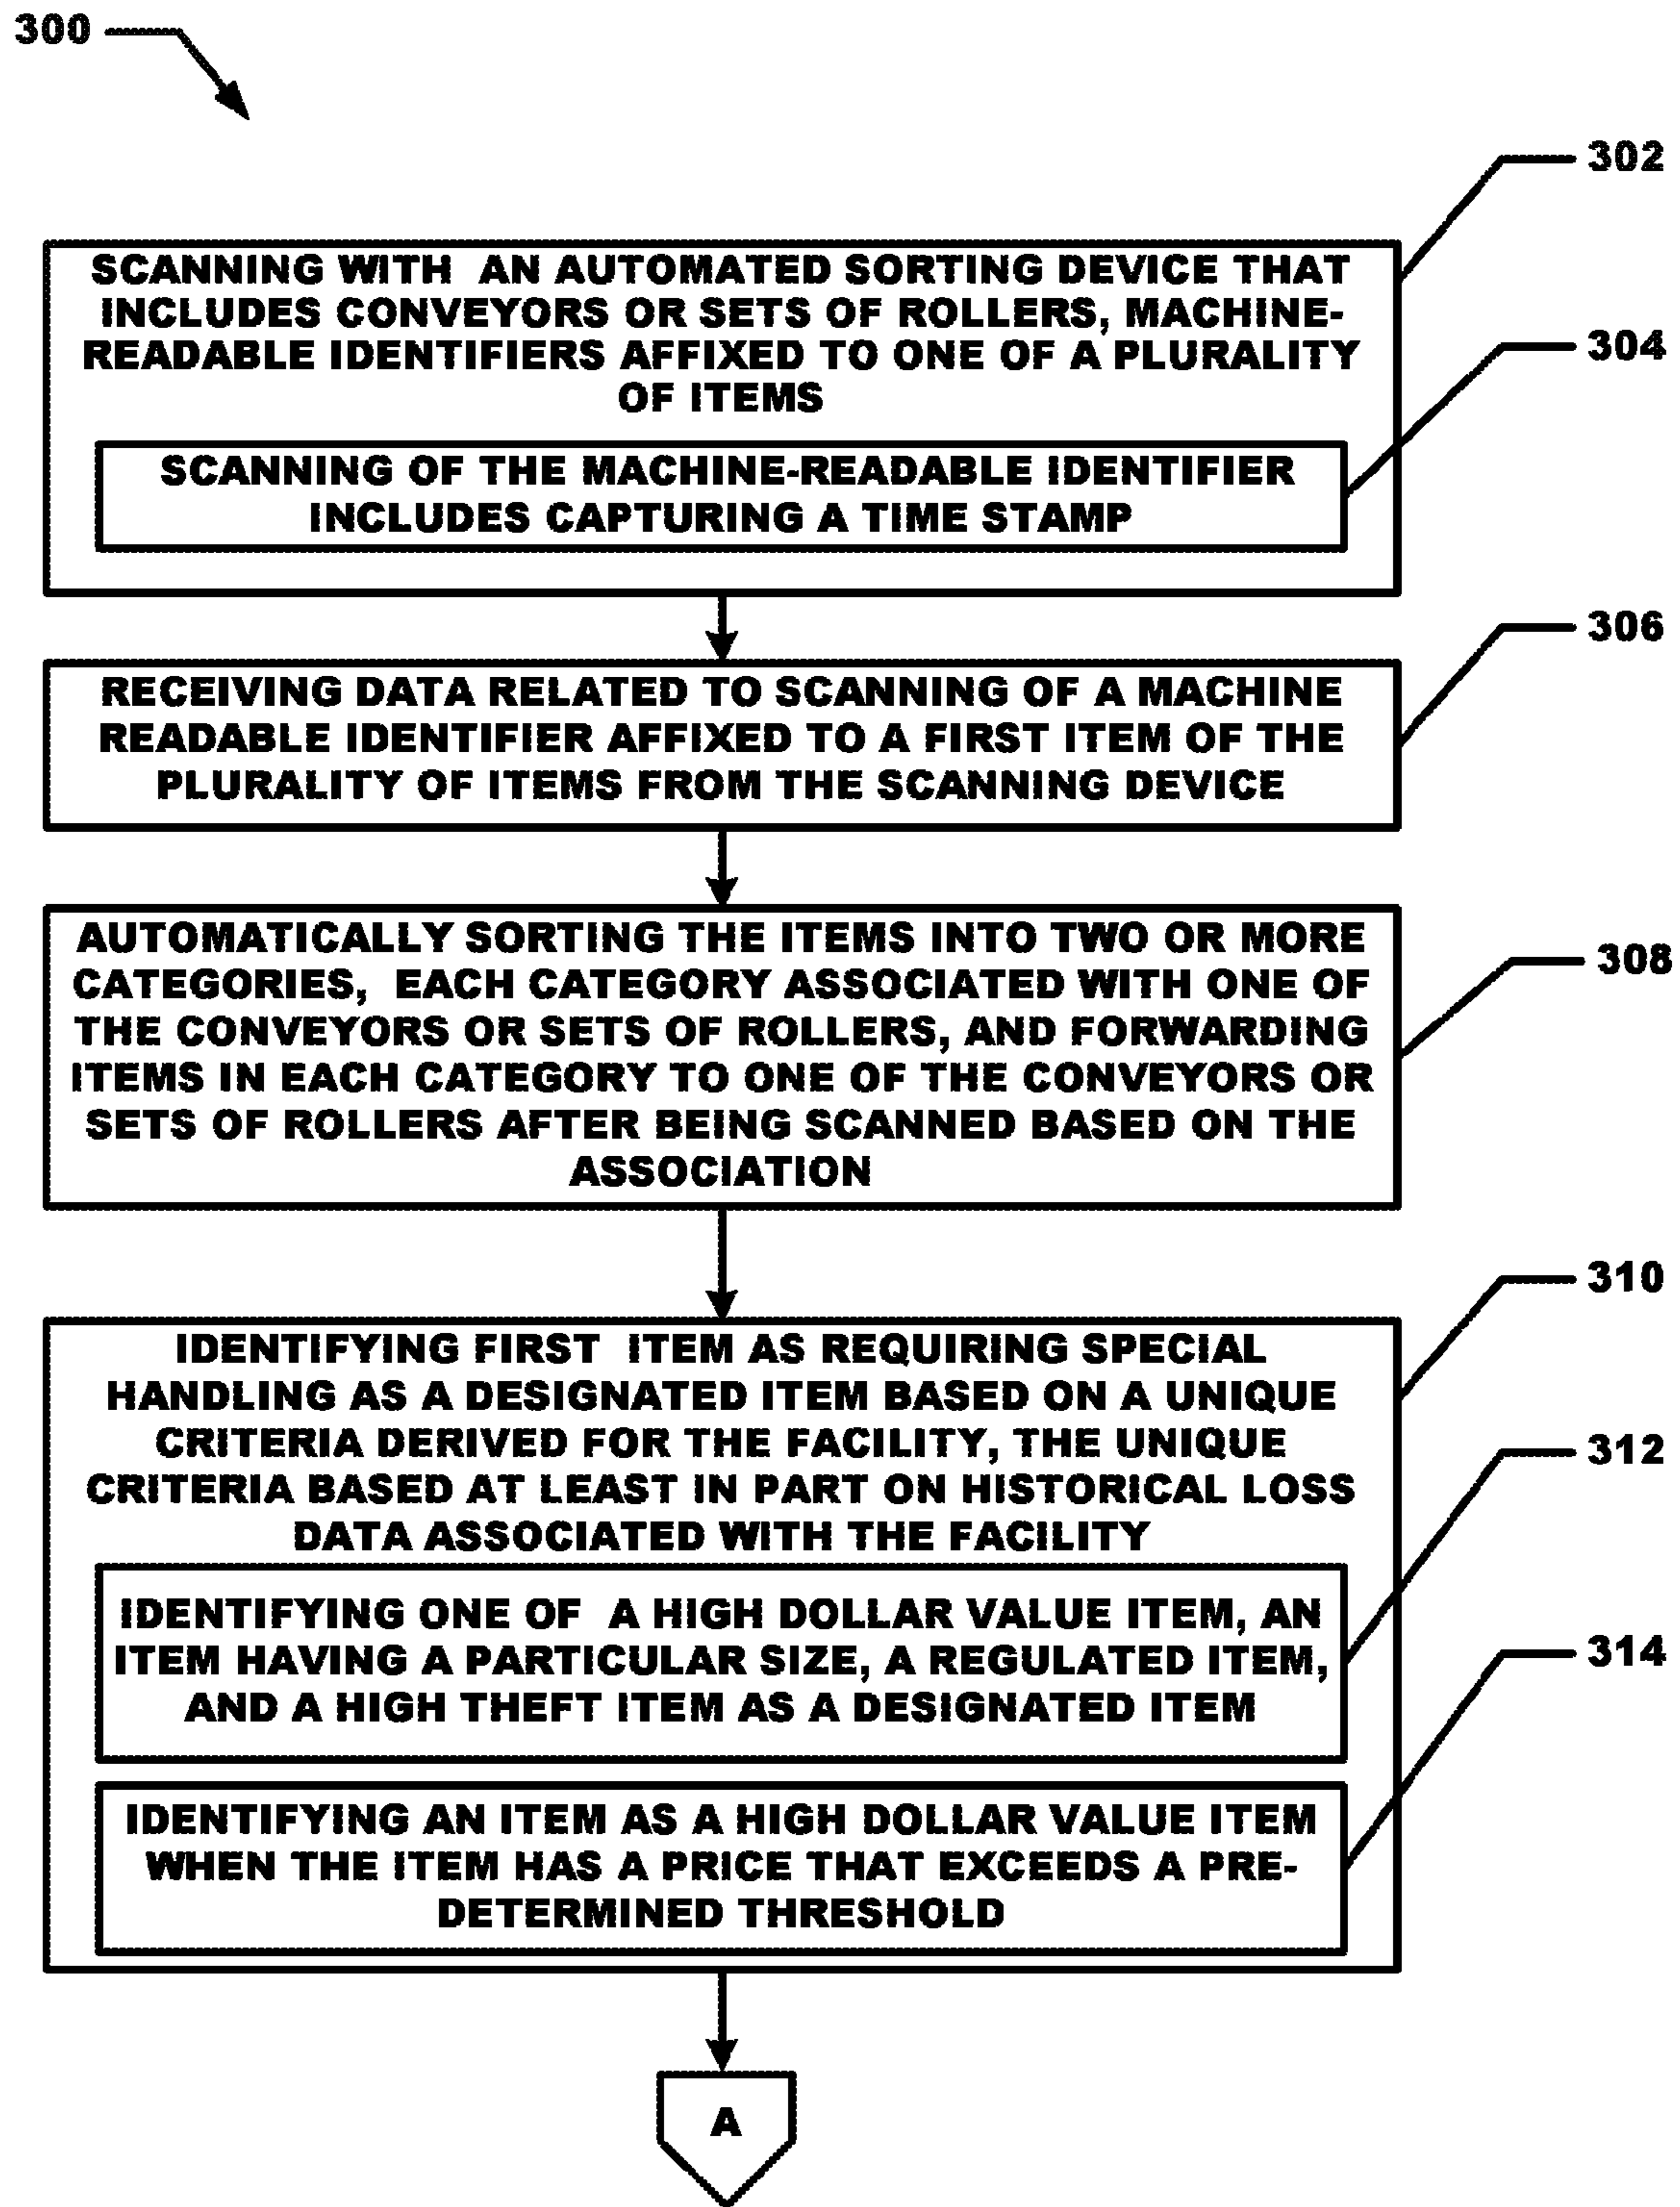 300
302
SCANNING WITH AN AUTOMATED SORTING DEVICE THAT
INCLUDES CONVEYORS OR SETS OF ROLLERS, MACHINE-
READABLE IDENTIFIERS AFFIXED TO ONE OF A PLURALITY
OF ITEMS
304
SCANNING OF THE MACHINE-READABLE IDENTIFIER
INCLUDES CAPTURING A TIME STAMP
306
RECEIVING DATA RELATED TO SCANNING OF A MACHINE
READABLE IDENTIFIER AFFIXED TO A FIRST ITEM OF THE
PLURALITY OF ITEMS FROM THE SCANNING DEVICE
308
AUTOMATICALLY SORTING THE ITEMS INTO TWO OR MORE
CATEGORIES, EACH CATEGORY ASSOCIATED WITH ONE OF
THE CONVEYORS OR SETS OF ROLLERS, AND FORWARDING
ITEMS IN EACH CATEGORY TO ONE OF THE CONVEYORS OR
SETS OF ROLLERS AFTER BEING SCANNED BASED ON THE
ASSOCIATION
310
IDENTIFYING FIRST ITEM AS REQUIRING SPECIAL
HANDLING AS A DESIGNATED ITEM BASED ON A UNIQUE
CRITERIA DERIVED FOR THE FACILITY, THE UNIQUE
CRITERIA BASED AT LEAST IN PART ON HISTORICAL LOSS
DATA ASSOCIATED WITH THE FACILITY
312
IDENTIFYING ONE OF A HIGH DOLLAR VALUE ITEM, AN
ITEM HAVING A PARTICULAR SIZE, A REGULATED ITEM,
AND A HIGH THEFT ITEM AS A DESIGNATED ITEM
314
IDENTIFYING AN ITEM AS A HIGH DOLLAR VALUE ITEM
WHEN THE ITEM HAS A PRICE THAT EXCEEDS A PRE-
DETERMINED THRESHOLD
A